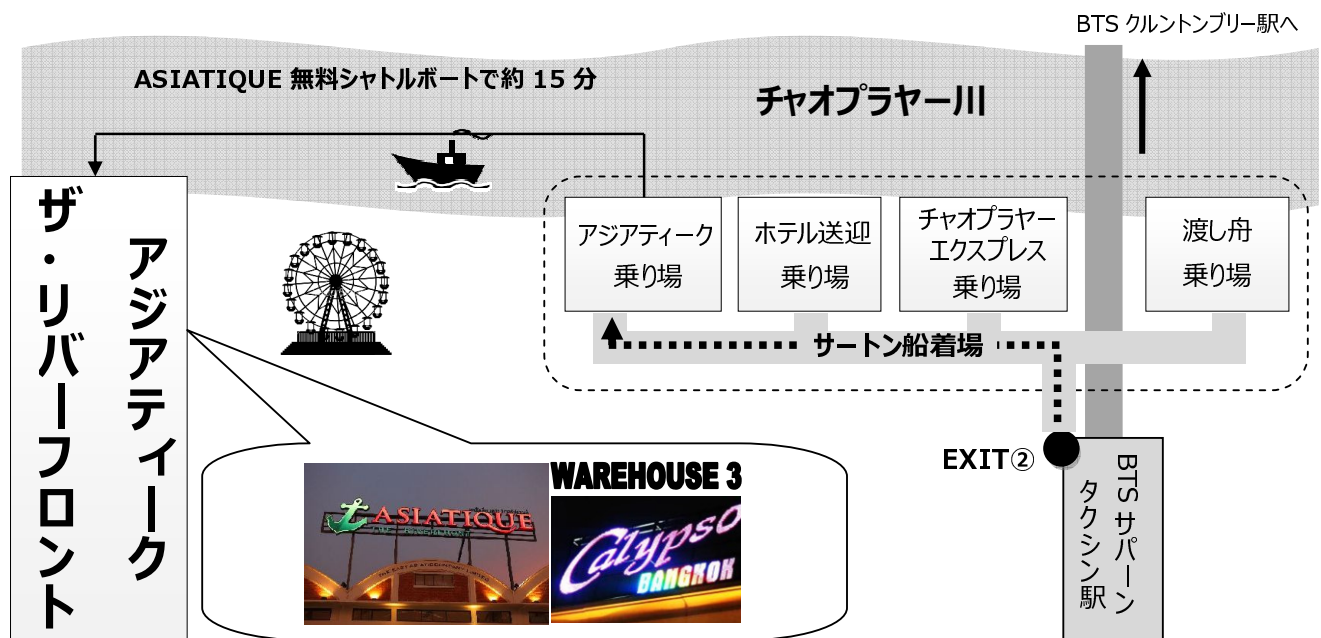 BTS クルントンブリー駅へ
ASIATIQUE 無料シャトルボートで約 15 分
チャオプラヤー川
アジアティーク
ザ・リバーフロント
アジアティーク
乗り場
ホテル送迎
乗り場
チャオプラヤー
エクスプレス
乗り場
渡し舟
乗り場
サートン船着場
EXIT②
BTS サパーン
タクシン駅
ASIATIQUE
WAREHOUSE 3
Calypso
BANGKOK